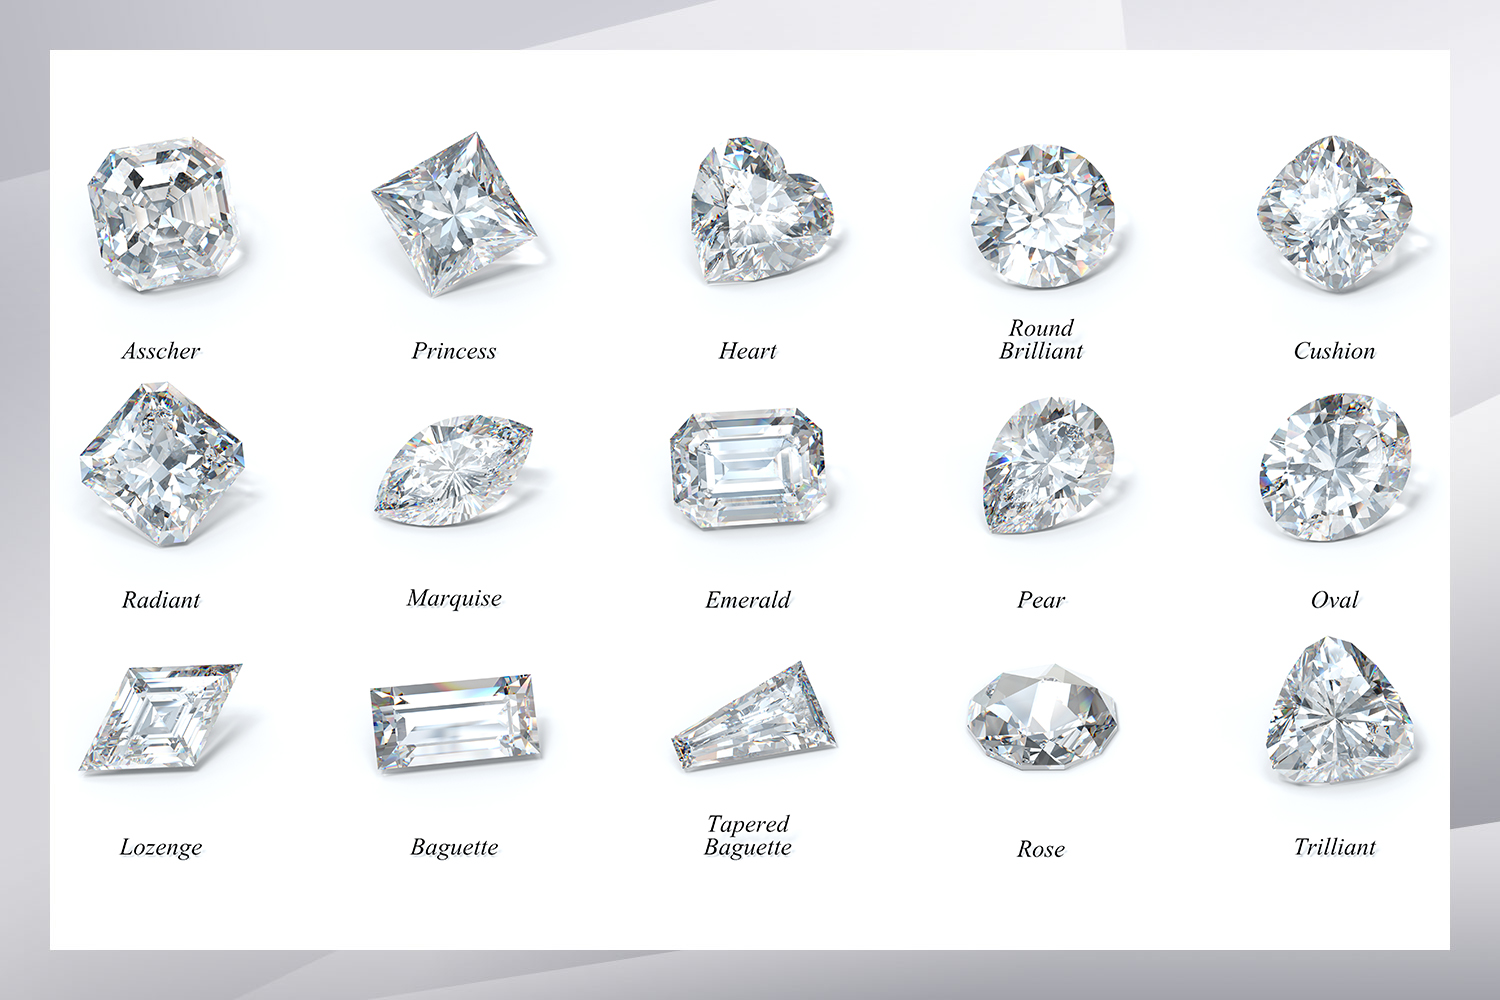 Asscher
Princess
Heart
Round
Brilliant
Cushion
Radiant
Marquise
Emerald
Pear
Oval
Lozenge
Baguette
Tapered
Baguette
Rose
Trilliant